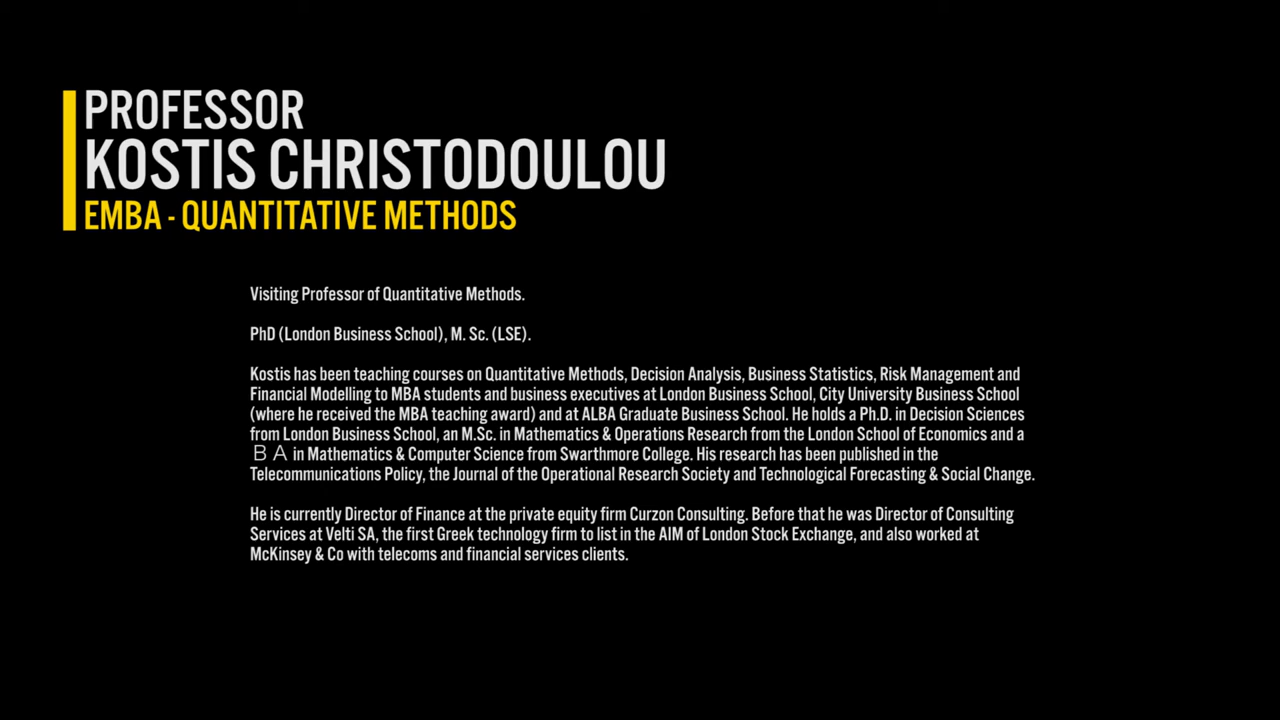 PROFESSOR
KOSTIS CHRISTODOULOU
EMBA - QUANTITATIVE METHODS
Visiting Professor of Quantitative Methods.
PhD (London Business School), M. Sc. (LSE).
Kostis has been teaching courses on Quantitative Methods, Decision Analysis, Business Statistics, Risk Management and
Financial Modelling to MBA students and business executives at London Business School, City University Business School
(where he received the MBA teaching award) and at ALBA Graduate Business School. He holds a Ph.D. in Decision Sciences
from London Business School, an M.Sc. in Mathematics & Operations Research from the London School of Economics and a
B A in Mathematics & Computer Science from Swarthmore College. His research has been published in the
Telecommunications Policy, the Journal of the Operational Research Society and Technological Forecasting & Social Change.
He is currently Director of Finance at the private equity firm Curzon Consulting. Before that he was Director of Consulting
Services at Velti SA, the first Greek technology firm to list in the AIM of London Stock Exchange, and also worked at
McKinsey & Co with telecoms and financial services clients.